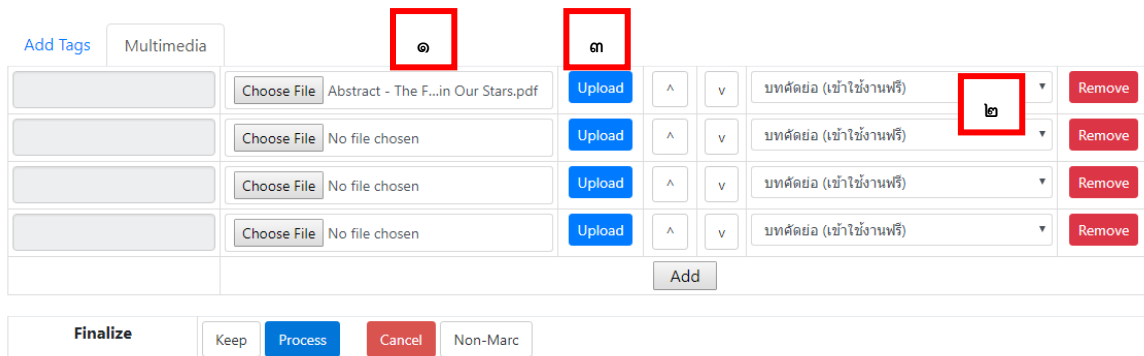 Add Tags Multimedia ๑ ๓
Choose File Abstract - The F...in Our Stars.pdf Upload ^ v บทคัดย่อ (เข้าใช้งานฟรี) ๒ Remove
Choose File No file chosen Upload ^ v บทคัดย่อ (เข้าใช้งานฟรี) Remove
Choose File No file chosen Upload ^ v บทคัดย่อ (เข้าใช้งานฟรี) Remove
Choose File No file chosen Upload ^ v บทคัดย่อ (เข้าใช้งานฟรี) Remove
Add
Finalize Keep Process Cancel Non-Marc